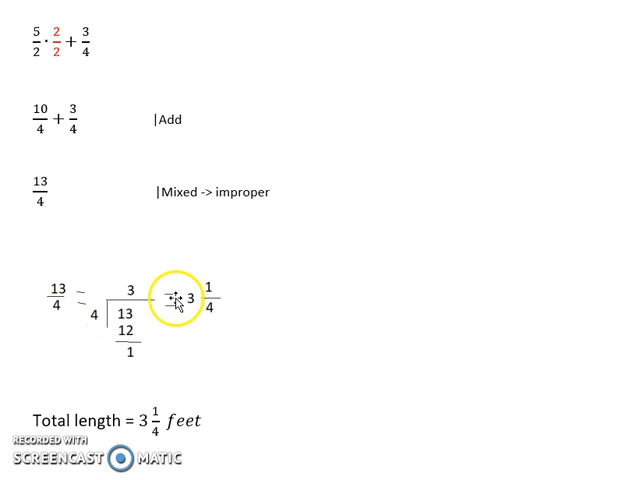 5/2 · 2/2 + 3/4
10/4 + 3/4 |Add
13/4 |Mixed -> improper
13/4 = 4 3 = 3 1/4
13
12
1
Total length = 3 1/4 feet
RECORDED WITH
SCREENCAST MATIC